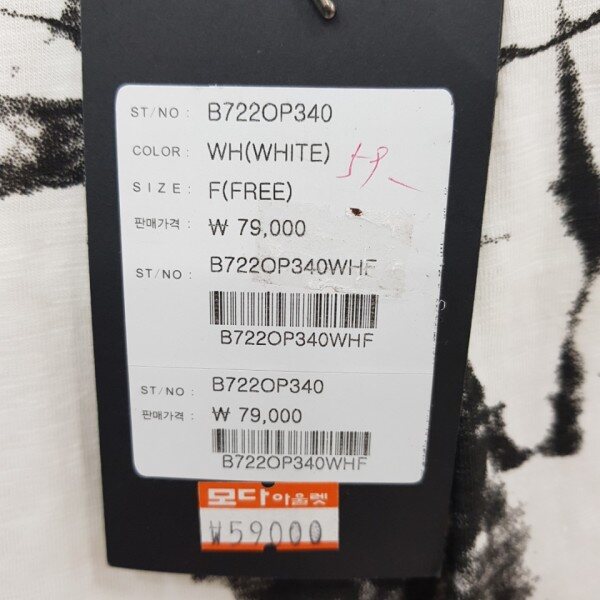 ST/NO : B722OP340
COLOR : WH(WHITE)
59_
SIZE : F(FREE)
판매가격 : ₩ 79,000
ST/NO : B722OP340WHF
B722OP340WHF
ST/NO : B722OP340
판매가격 : ₩ 79,000
B722OP340WHF
모다아울렛
₩59000